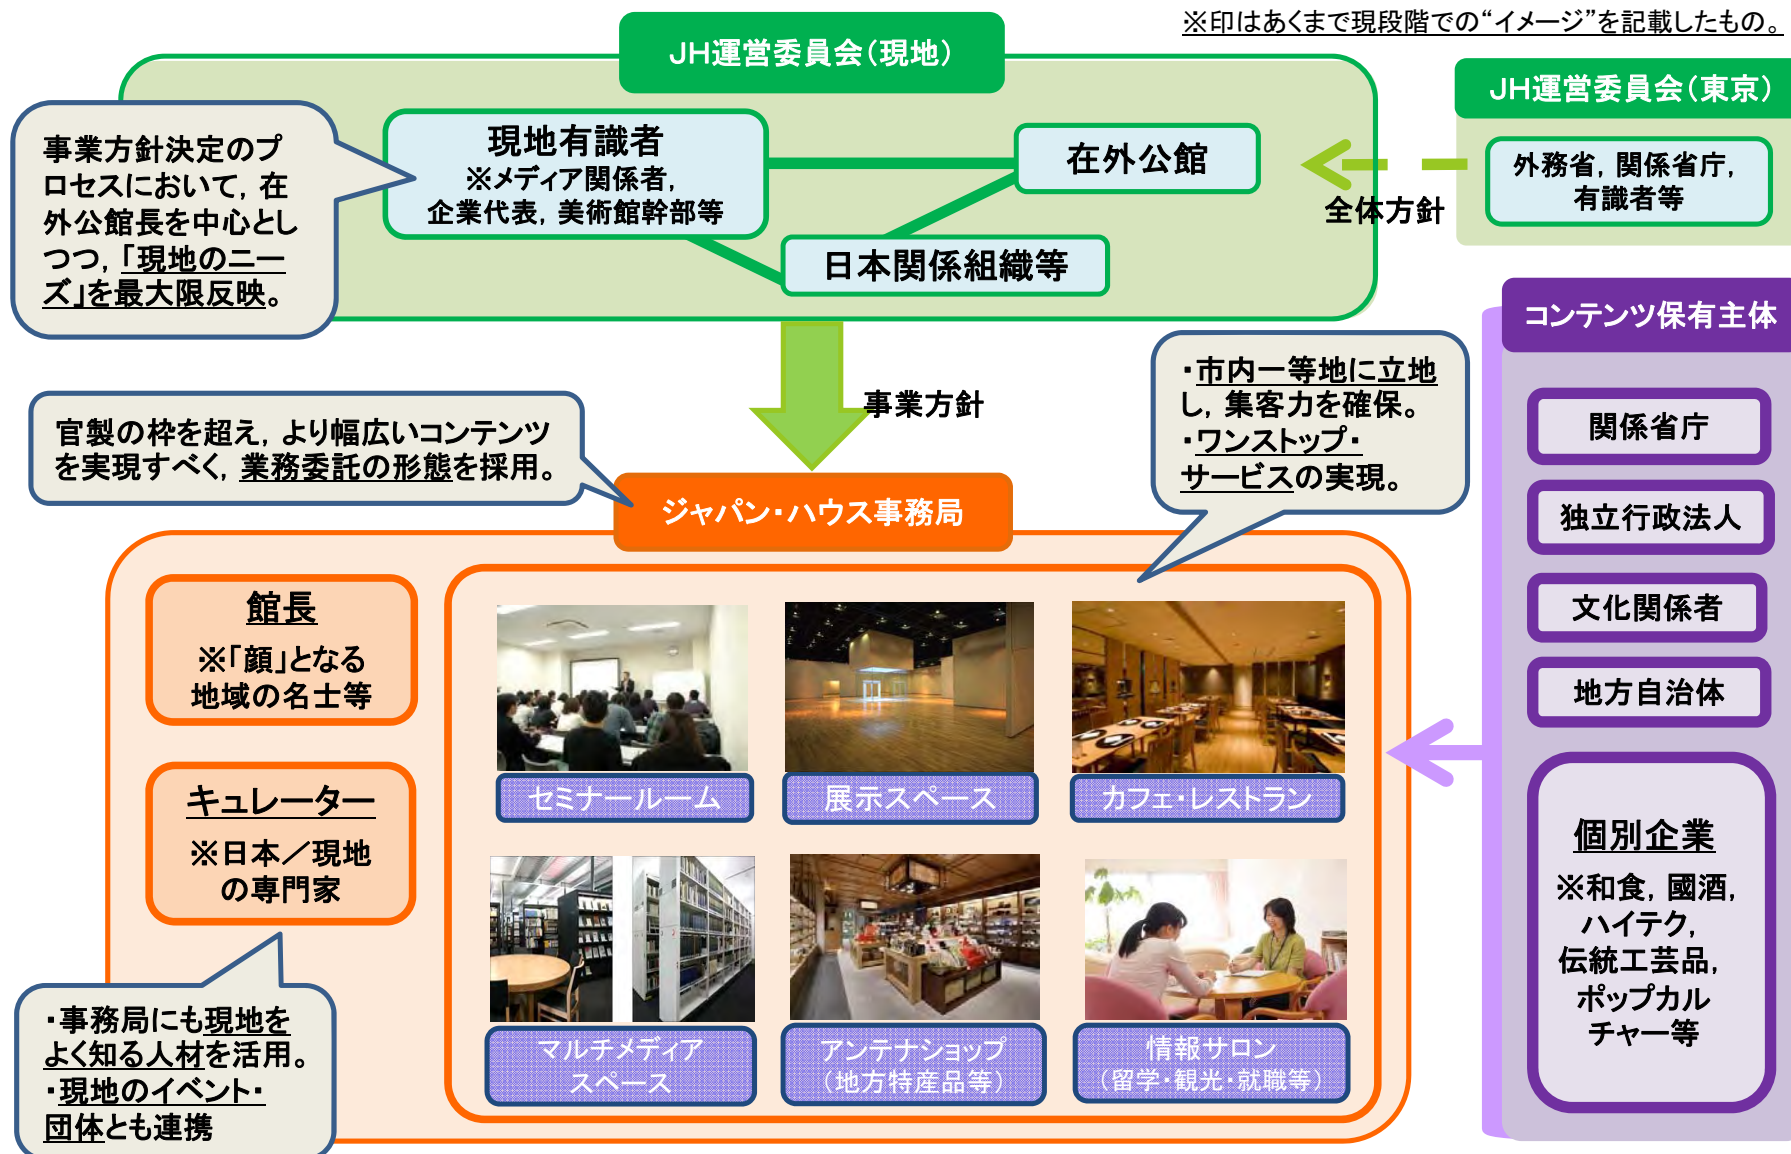 ※印はあくまで現段階での“イメージ”を記載したもの。
JH運営委員会（現地）
JH運営委員会（東京）
事業方針決定のプ
ロセスにおいて，在
外公館長を中心とし
つつ，「現地のニー
ズ」を最大限反映。
現地有識者
※メディア関係者，
企業代表，美術館幹部等
在外公館
日本関係組織等
外務省，関係省庁，
有識者等
全体方針
事業方針
官製の枠を超え，より幅広いコンテンツ
を実現すべく，業務委託の形態を採用。
・市内一等地に立地
し，集客力を確保。
・ワンストップ・
サービスの実現。
ジャパン・ハウス事務局
館長
※「顔」となる
地域の名士等
キュレーター
※日本／現地
の専門家
・事務局にも現地を
よく知る人材を活用。
・現地のイベント・
団体とも連携
セミナールーム
展示スペース
カフェ・レストラン
マルチメディア
スペース
アンテナショップ
（地方特産品等）
情報サロン
（留学・観光・就職等）
コンテンツ保有主体
関係省庁
独立行政法人
文化関係者
地方自治体
個別企業
※和食，國酒，
ハイテク，
伝統工芸品，
ポップカル
チャー等